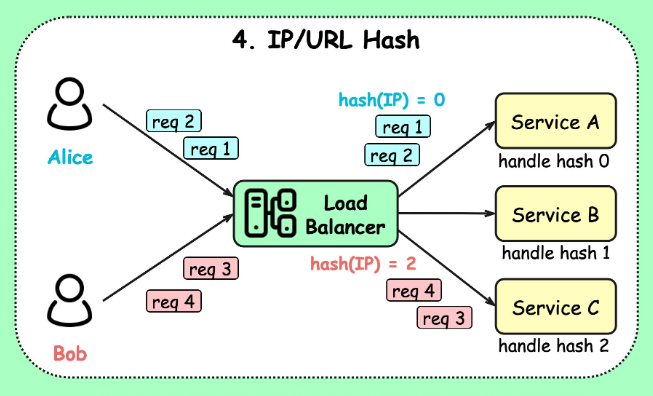 4. IP/URL Hash
Alice
req 2
req 1
hash(IP) = 0
req 1
req 2
Service A
handle hash 0
Load
Balancer
Service B
handle hash 1
req 3
req 4
Bob
hash(IP) = 2
req 4
req 3
Service C
handle hash 2